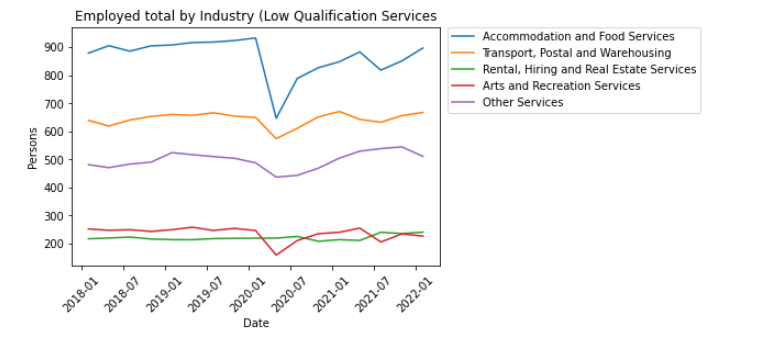 Employed total by Industry (Low Qualification Services
Accommodation and Food Services
Transport, Postal and Warehousing
Rental, Hiring and Real Estate Services
Arts and Recreation Services
Other Services
Persons
900
800
700
600
500
400
300
200
2018-01
2018-07
2019-01
2019-07
2020-01
2020-07
2021-01
2021-07
2022-01
Date